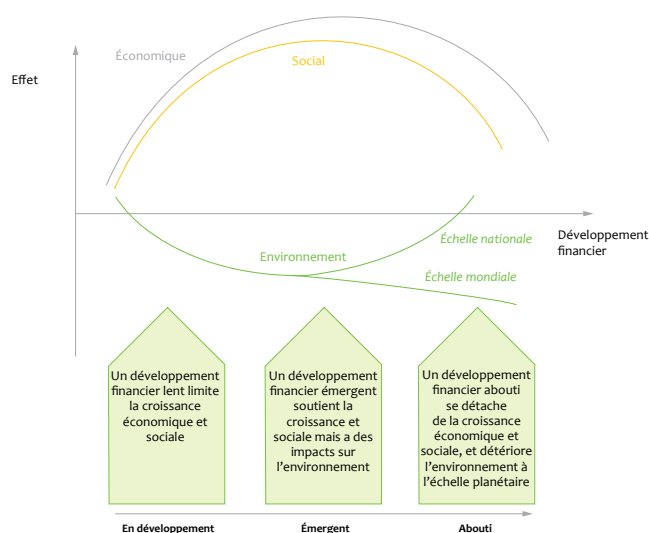 Économique
Social
Effet
Développement
financier
Échelle nationale
Environnement
Échelle mondiale
Un développement
financier lent limite
la croissance
économique et
sociale
Un développement
financier émergent
soutient la
croissance et
sociale mais a des
impacts sur
l’environnement
Un développement
financier abouti
se détache
de la croissance
économique et
sociale, et détériore
l’environnement à
l’échelle planétaire
En développement
Émergent
Abouti